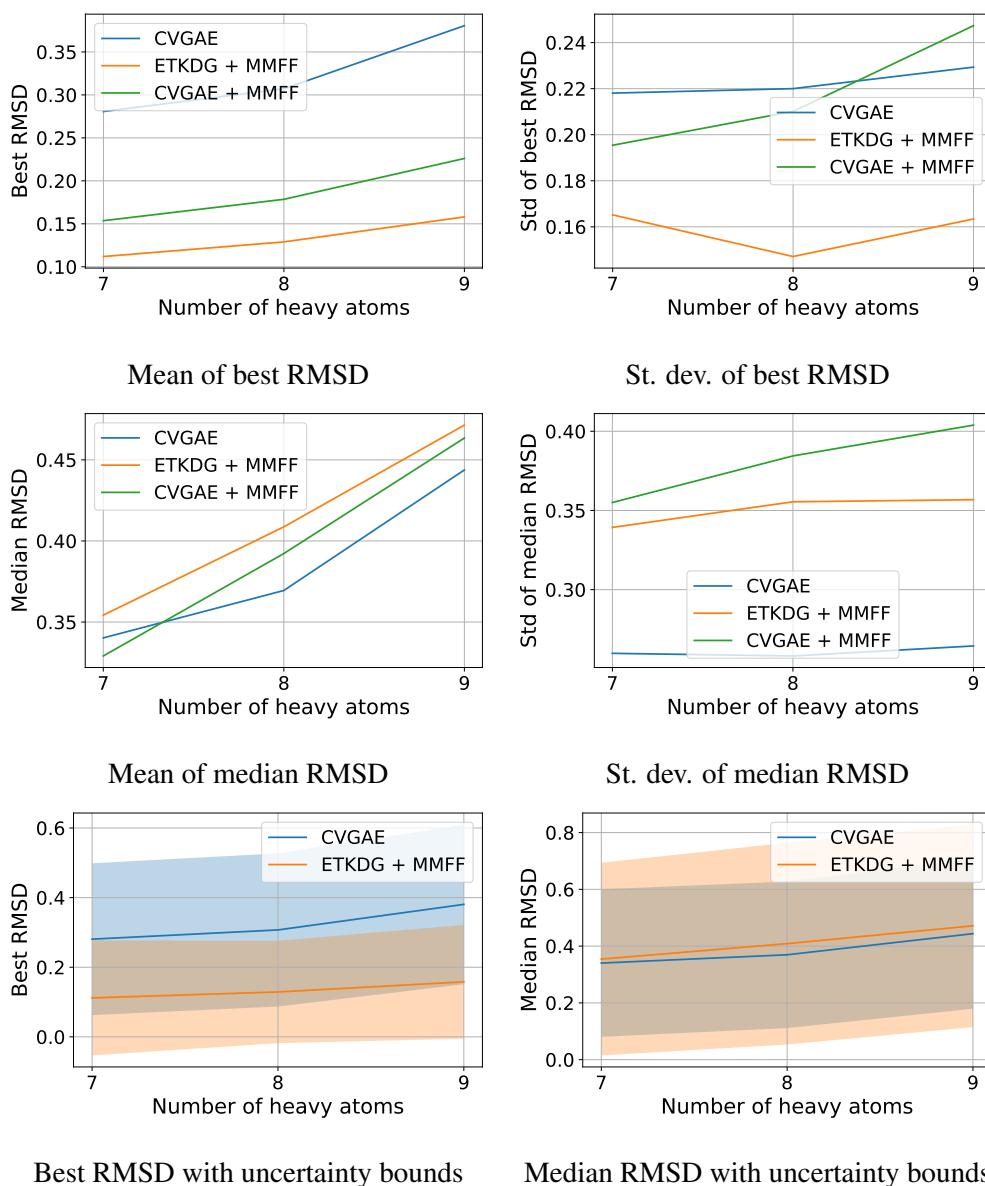 CVGAE
ETKDG + MMFF
CVGAE + MMFF
0.35
0.30
0.25
0.20
0.15
0.10
Best RMSD
7 8 9
Number of heavy atoms
Mean of best RMSD
0.24
0.22
0.20
0.18
0.16
Std of best RMSD
CVGAE
ETKDG + MMFF
CVGAE + MMFF
7 8 9
Number of heavy atoms
St. dev. of best RMSD
CVGAE
ETKDG + MMFF
CVGAE + MMFF
0.45
0.40
0.35
Median RMSD
7 8 9
Number of heavy atoms
Mean of median RMSD
0.40
0.35
0.30
Std of median RMSD
CVGAE
ETKDG + MMFF
CVGAE + MMFF
7 8 9
Number of heavy atoms
St. dev. of median RMSD
0.6
0.4
0.2
0.0
Best RMSD
CVGAE
ETKDG + MMFF
7 8 9
Number of heavy atoms
Best RMSD with uncertainty bounds
0.8
0.6
0.4
0.2
0.0
Median RMSD
CVGAE
ETKDG + MMFF
7 8 9
Number of heavy atoms
Median RMSD with uncertainty bounds